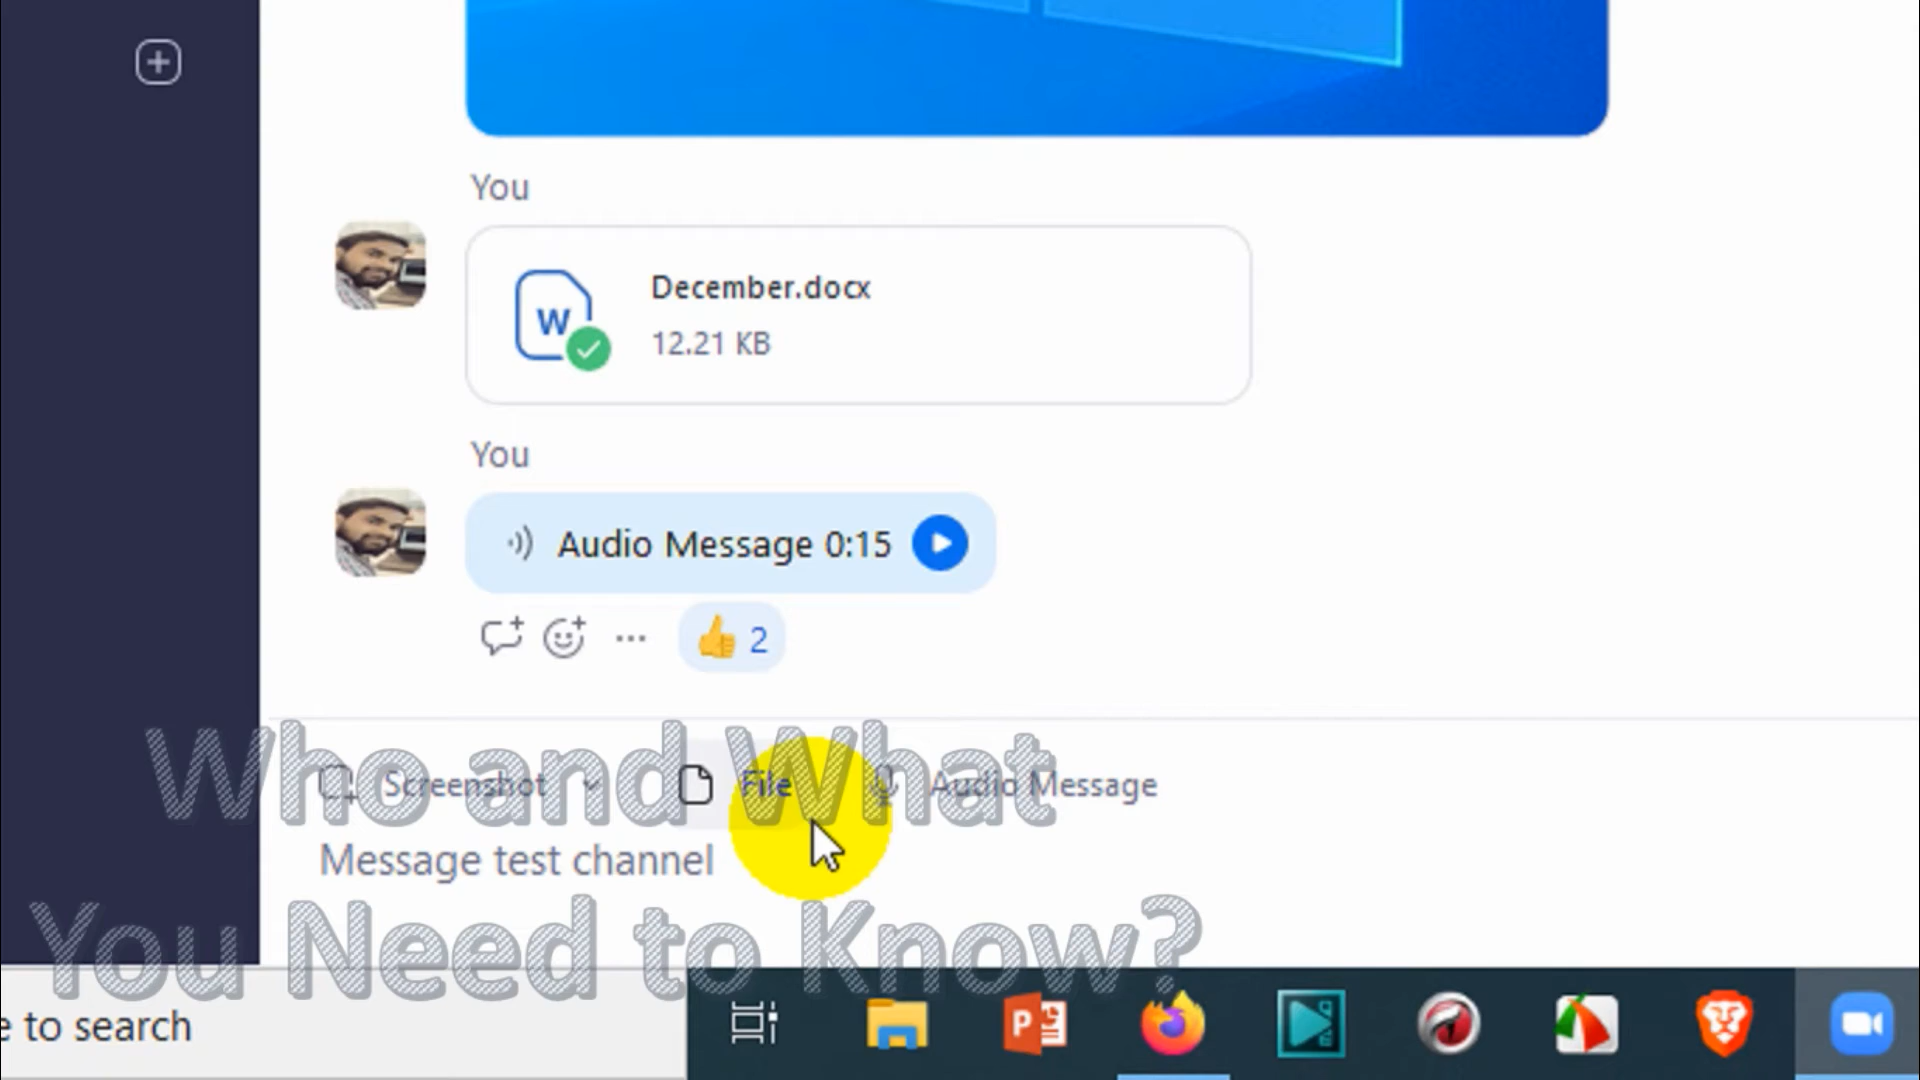 You
December.docx
W
12.21 KB
You
Audio Message 0:15
2
Who and What
Screenshot File Audio Message
Message test channel
You Need to Know?
e to search
P